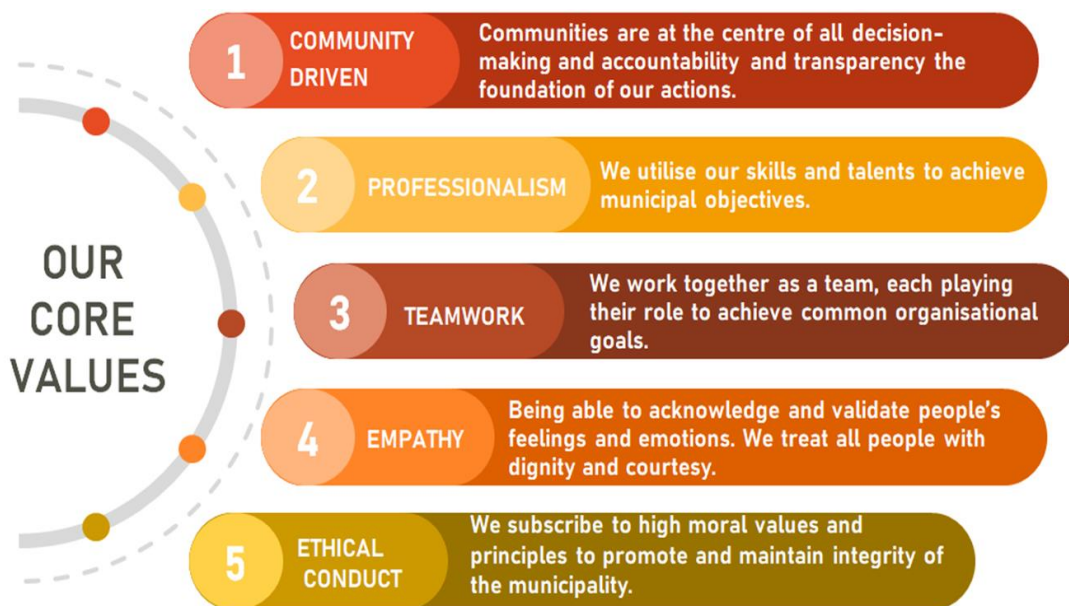 OUR
CORE
VALUES
1
COMMUNITY
DRIVEN
Communities are at the centre of all decision-
making and accountability and transparency the
foundation of our actions.
2
PROFESSIONALISM
We utilise our skills and talents to achieve
municipal objectives.
3
TEAMWORK
We work together as a team, each playing
their role to achieve common organisational
goals.
4
EMPATHY
Being able to acknowledge and validate people's
feelings and emotions. We treat all people with
dignity and courtesy.
5
ETHICAL
CONDUCT
We subscribe to high moral values and
principles to promote and maintain integrity of
the municipality.